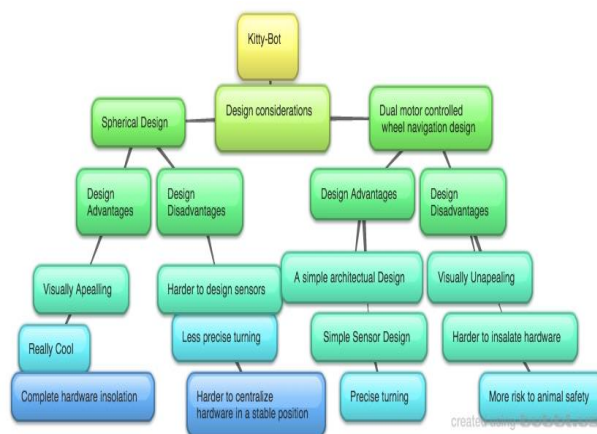 Kitty-Bot
Design considerations
Spherical Design
Dual motor controlled
wheel navigation design
Design
Advantages
Design
Disadvantages
Design Advantages
Design
Disadvantages
Visually Apealling
Harder to design sensors
A simple architectual Design
Visually Unapealing
Really Cool
Less precise turning
Simple Sensor Design
Harder to insalate hardware
Complete hardware insolation
Harder to centralize
hardware in a stable position
Precise turning
More risk to animal safety
created using